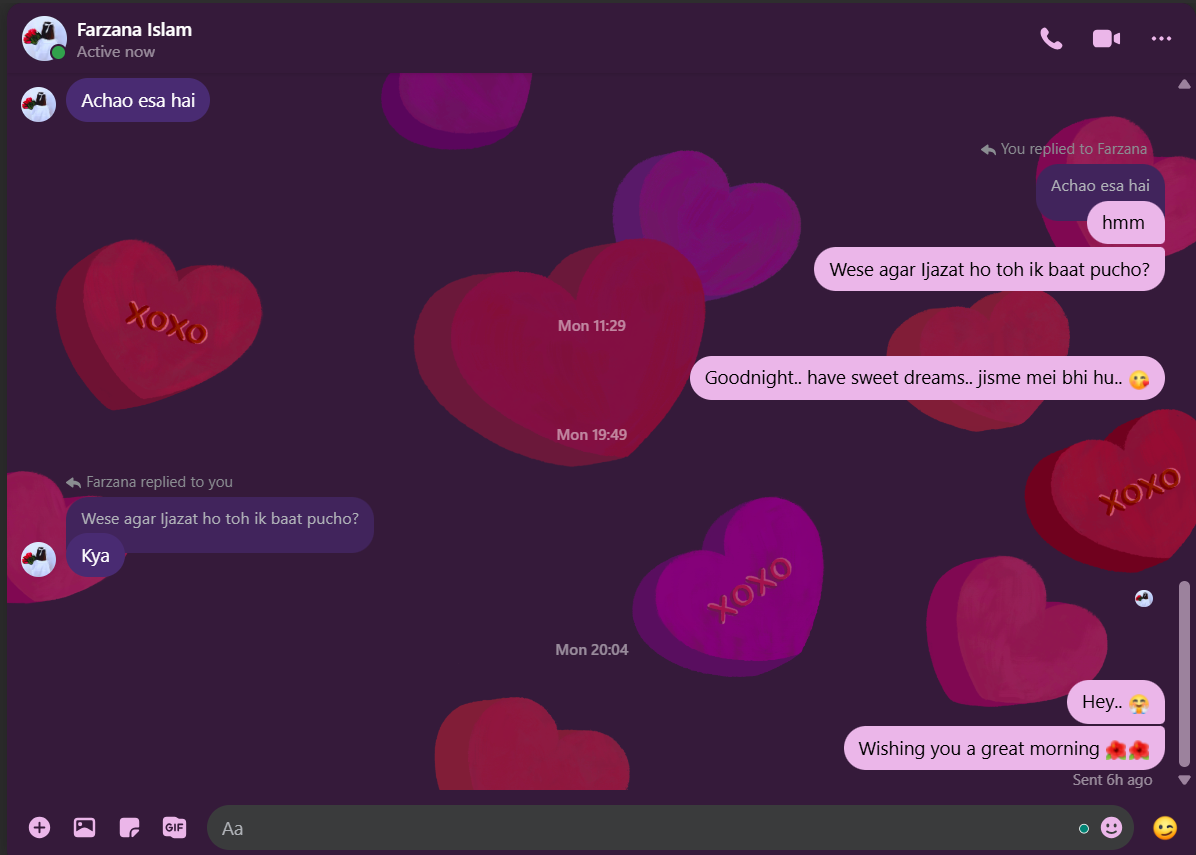 Farzana Islam
Active now
Achao esa hai
You replied to Farzana
Achao esa hai
hmm
Wese agar Ijazat ho toh ik baat pucho?
XOXO
Mon 11:29
Goodnight.. have sweet dreams.. jisme mei bhi hu.. 😋
Mon 19:49
XOXO
Farzana replied to you
Wese agar Ijazat ho toh ik baat pucho?
Kya
XOXO
Mon 20:04
Hey.. 😤
Wishing you a great morning 🌺🌺
Sent 6h ago
GIF
Aa